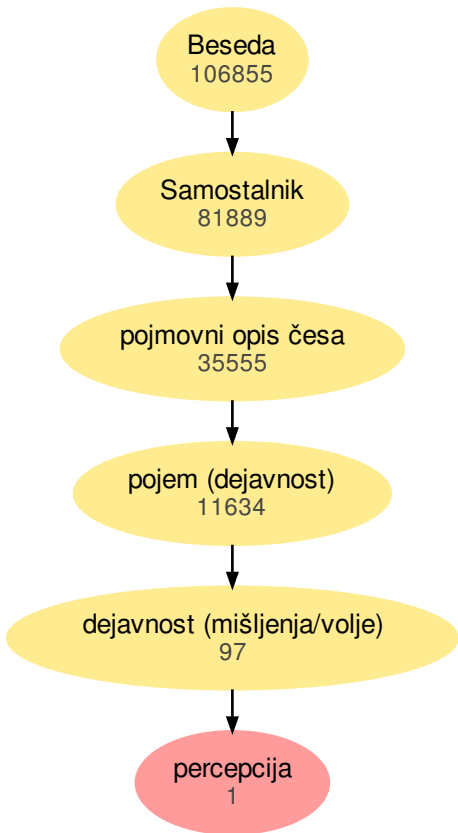 Beseda
106855
Samostalnik
81889
pojmovni opis česa
35555
pojem (dejavnost)
11634
dejavnost (mišljenja/volje)
97
percepcija
1